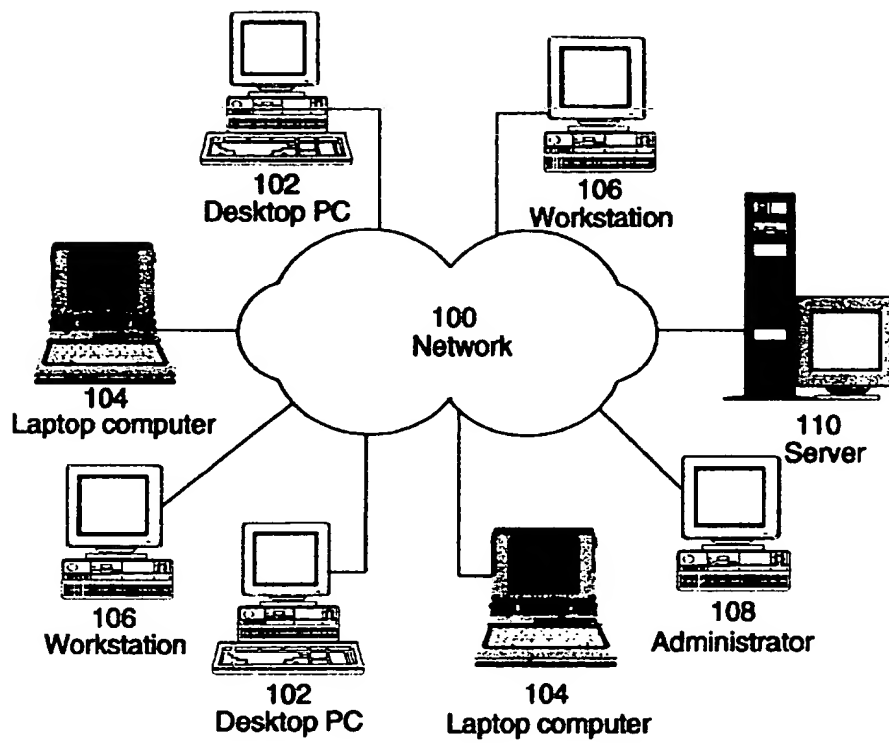 102
Desktop PC
106
Workstation
100
Network
104
Laptop computer
110
Server
106
Workstation
102
Desktop PC
104
Laptop computer
108
Administrator